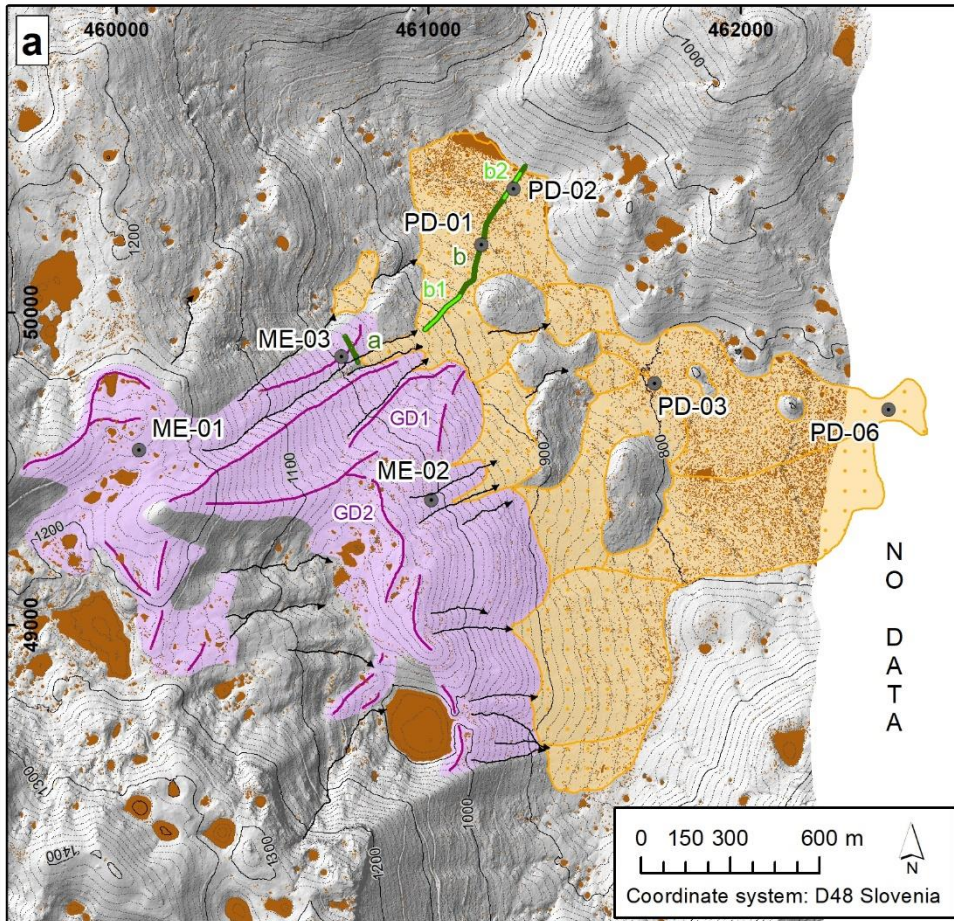 a
460000
461000
462000
1000
1200
b2
PD-02
PD-01
b
b1
50000
ME-03
a
PD-03
PD-06
GD1
ME-01
900
800
1100
ME-02
GD2
1200
NO DATA
49000
1300
1000
1200
1300
1400
0 150 300 600 m
N
Coordinate system: D48 Slovenia